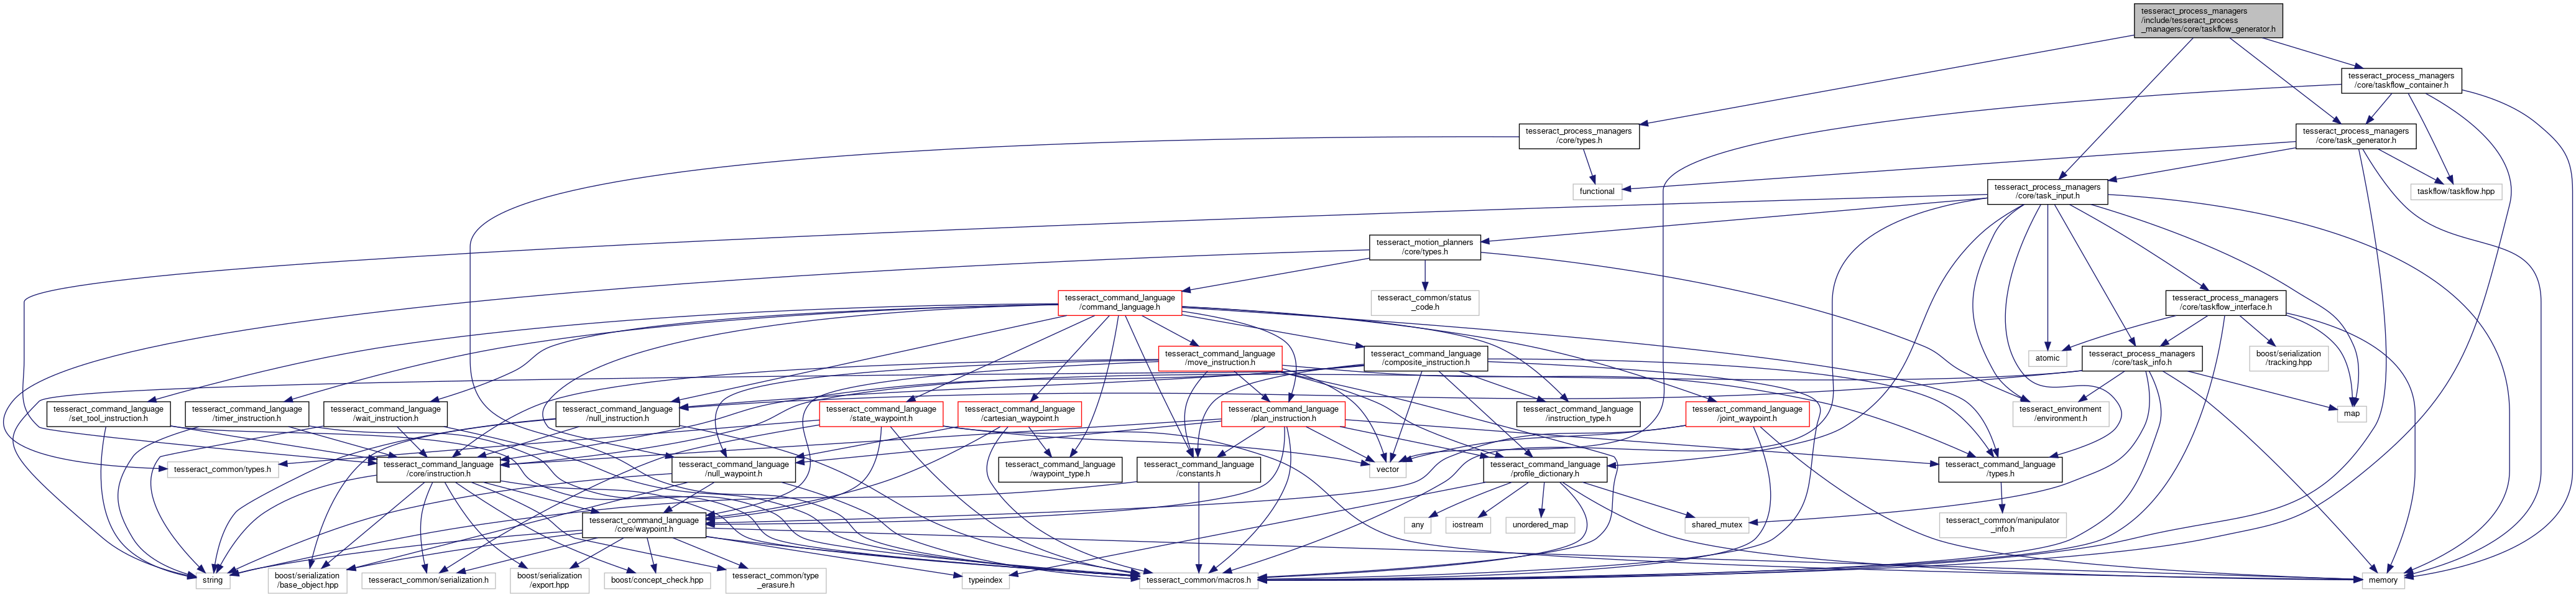 tesseract_process_managers
/include/tesseract_process
_managers/core/taskflow_generator.h
tesseract_process_managers
/core/taskflow_container.h
tesseract_process_managers
/core/types.h
tesseract_process_managers
/core/task_generator.h
functional
tesseract_process_managers
/core/task_input.h
taskflow/taskflow.hpp
tesseract_motion_planners
/core/types.h
tesseract_command_language
/command_language.h
tesseract_common/status
_code.h
tesseract_process_managers
/core/taskflow_interface.h
tesseract_command_language
/move_instruction.h
tesseract_command_language
/composite_instruction.h
atomic
tesseract_process_managers
/core/task_info.h
boost/serialization
/tracking.hpp
tesseract_command_language
/set_tool_instruction.h
tesseract_command_language
/timer_instruction.h
tesseract_command_language
/wait_instruction.h
tesseract_command_language
/null_instruction.h
tesseract_command_language
/state_waypoint.h
tesseract_command_language
/cartesian_waypoint.h
tesseract_command_language
/plan_instruction.h
tesseract_command_language
/instruction_type.h
tesseract_command_language
/joint_waypoint.h
tesseract_environment
/environment.h
map
tesseract_common/types.h
tesseract_command_language
/core/instruction.h
tesseract_command_language
/null_waypoint.h
tesseract_command_language
/waypoint_type.h
tesseract_command_language
/constants.h
vector
tesseract_command_language
/profile_dictionary.h
tesseract_command_language
/types.h
tesseract_command_language
/core/waypoint.h
any
iostream
unordered_map
shared_mutex
tesseract_common/manipulator
_info.h
string
boost/serialization
/base_object.hpp
tesseract_common/serialization.h
boost/serialization
/export.hpp
boost/concept_check.hpp
tesseract_common/type
_erasure.h
typeindex
tesseract_common/macros.h
memory